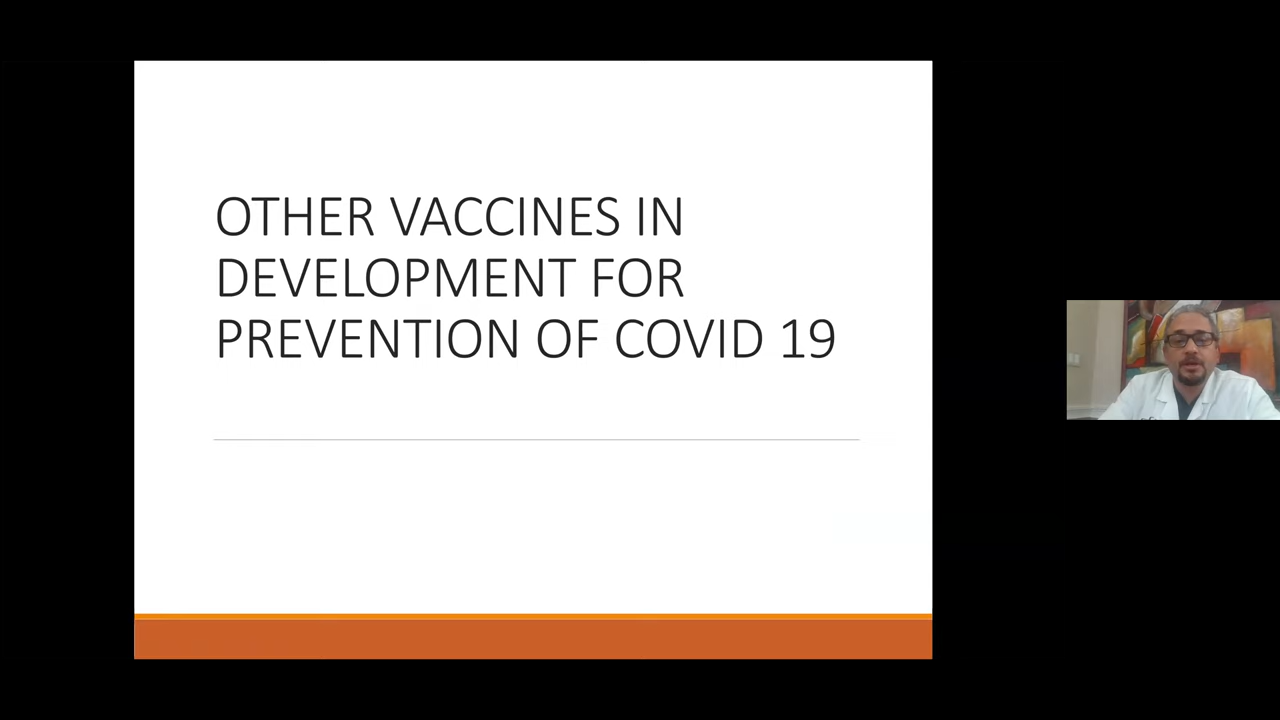 OTHER VACCINES IN
DEVELOPMENT FOR
PREVENTION OF COVID 19